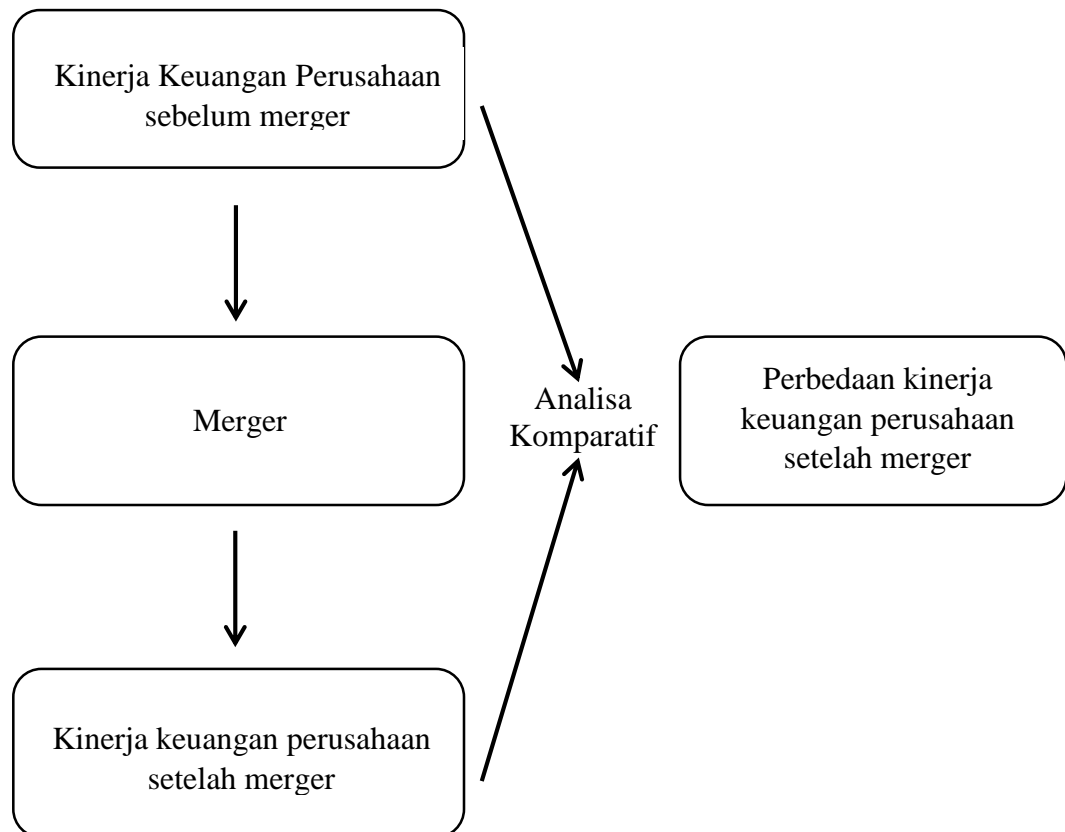 Kinerja Keuangan Perusahaan
sebelum merger
Merger
Analisa
Komparatif
Perbedaan kinerja
keuangan perusahaan
setelah merger
Kinerja keuangan perusahaan
setelah merger